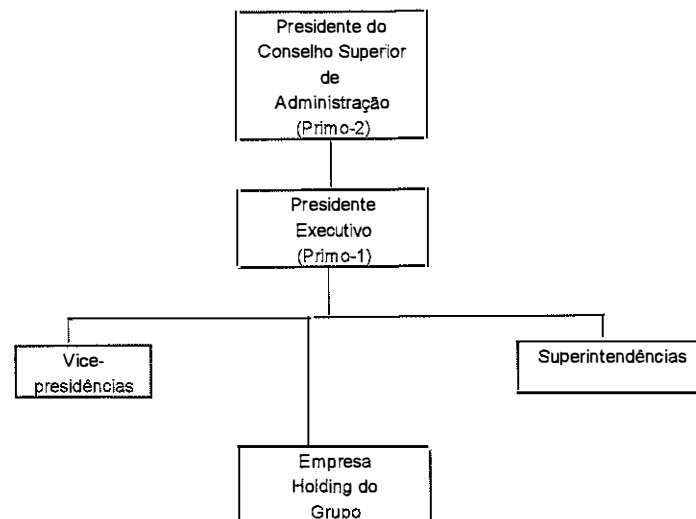 Presidente do
Conselho Superior
de
Administração
(Primo-2)
Presidente
Executivo
(Primo-1)
Vice-
presidências
Superintendências
Empresa
Holding do
Grupo